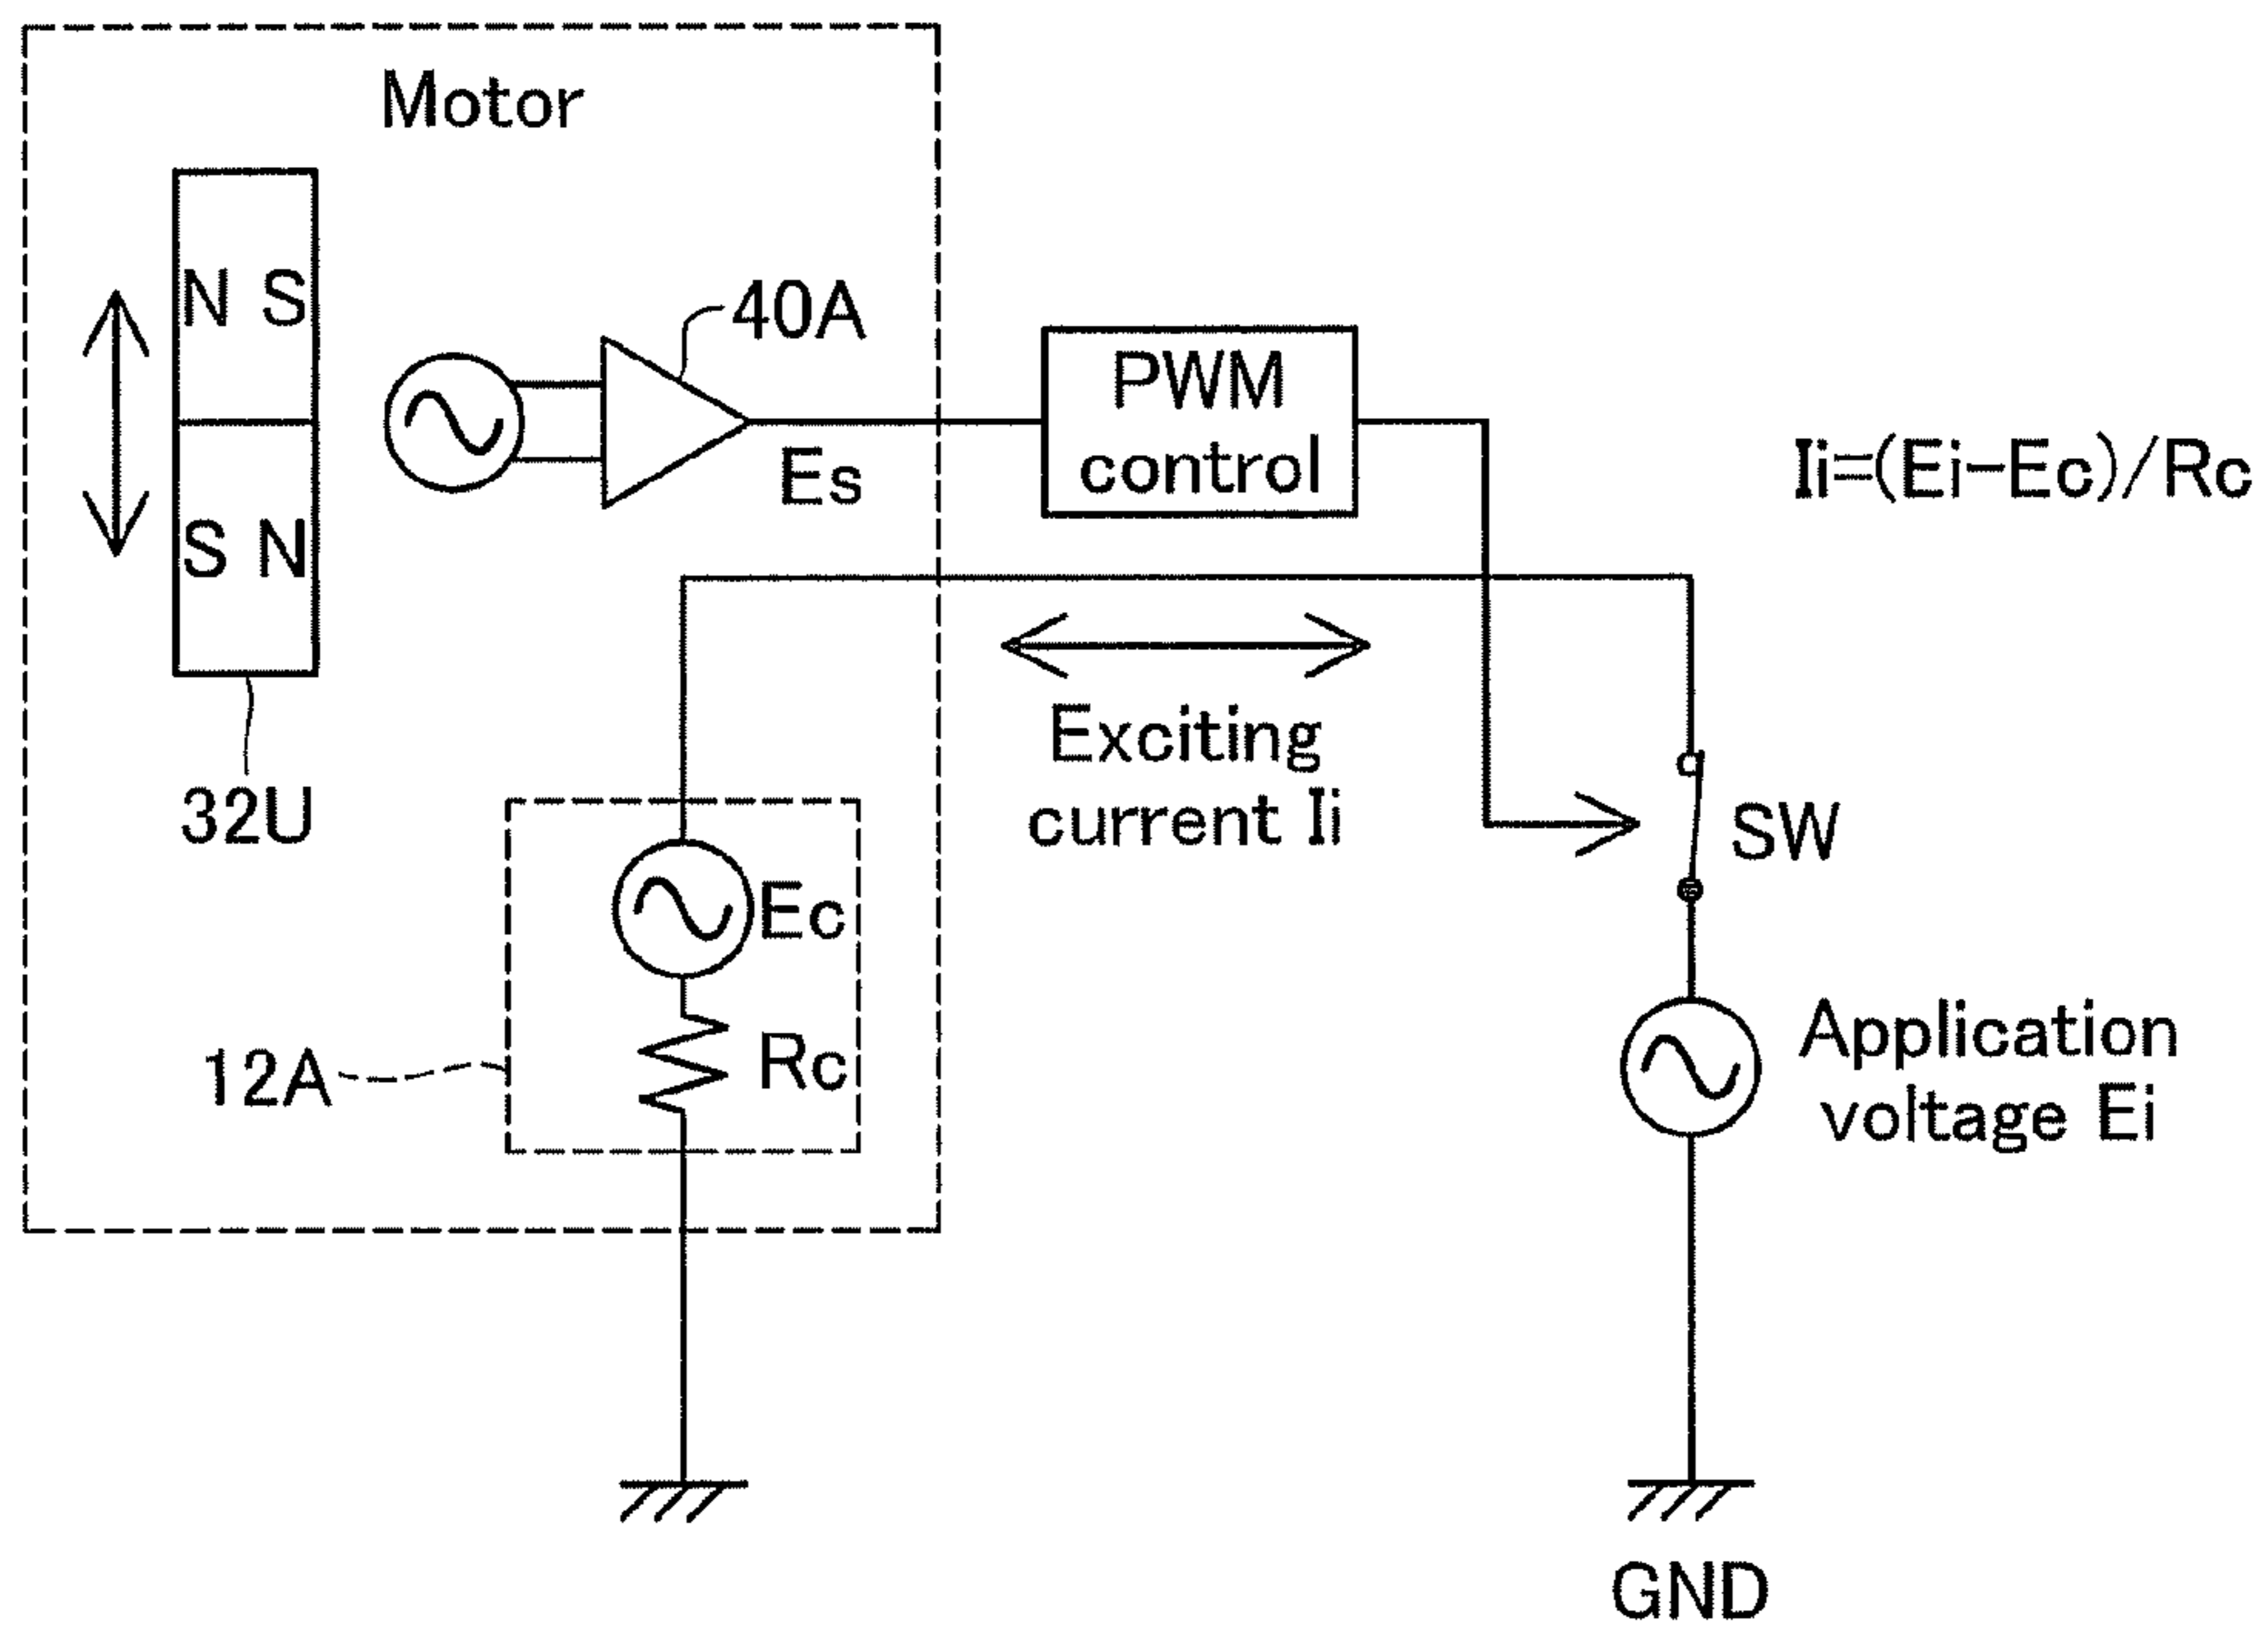 Motor
N S
S N
32U
40A
Es
PWM
control
Ii=(Ei-Ec)/Rc
Exciting
current Ii
SW
Ec
Rc
12A
Application
voltage Ei
GND